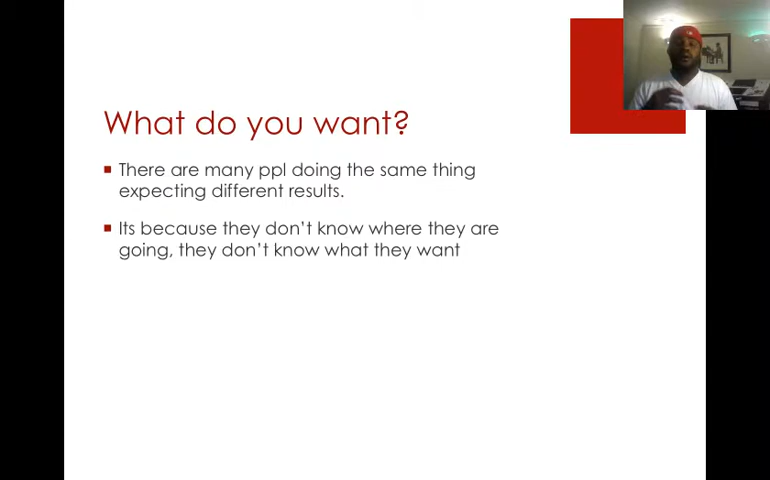 What do you want?
There are many ppl doing the same thing
expecting different results.
Its because they don't know where they are
going, they don't know what they want